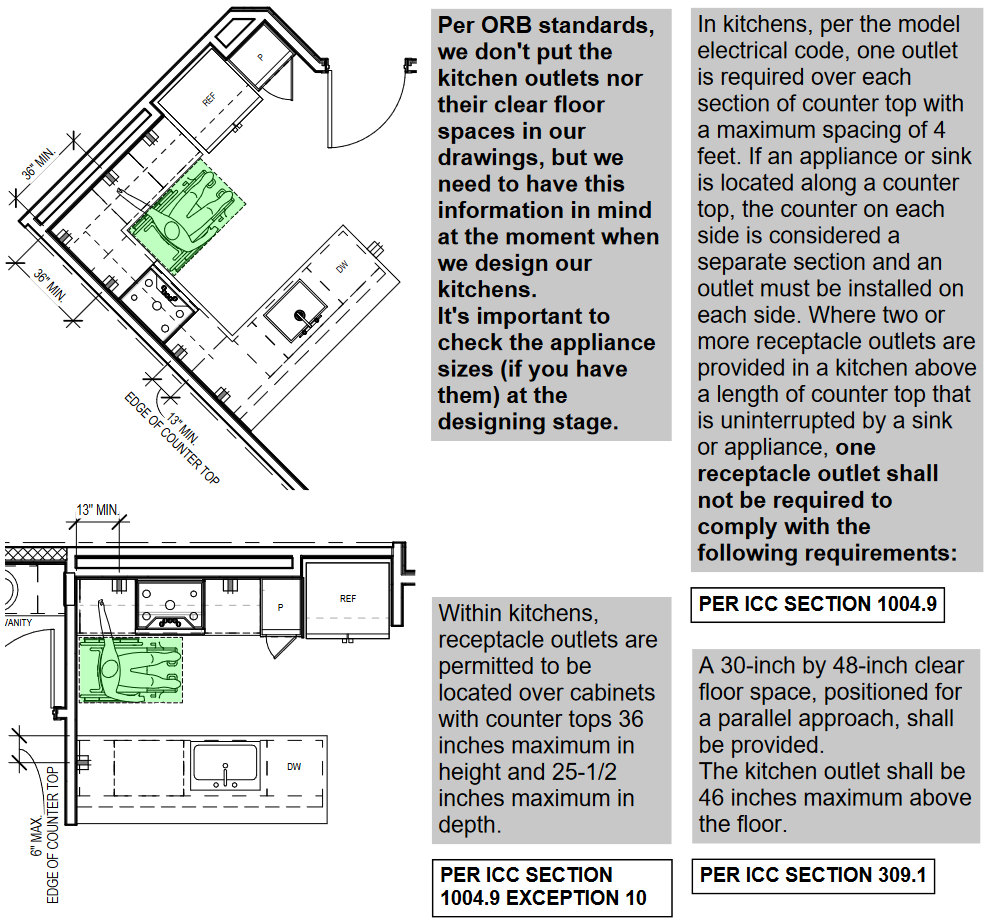 P
REF
36" MIN.
36" MIN.
DW
EDGE OF COUNTER TOP
13" MIN.
Per ORB standards,
we don't put the
kitchen outlets nor
their clear floor
spaces in our
drawings, but we
need to have this
information in mind
at the moment when
we design our
kitchens.
It's important to
check the appliance
sizes (if you have
them) at the
designing stage.
In kitchens, per the model
electrical code, one outlet
is required over each
section of counter top with
a maximum spacing of 4
feet. If an appliance or sink
is located along a counter
top, the counter on each
side is considered a
separate section and an
outlet must be installed on
each side. Where two or
more receptacle outlets are
provided in a kitchen above
a length of counter top that
is uninterrupted by a sink
or appliance, one
receptacle outlet shall
not be required to
comply with the
following requirements:
PER ICC SECTION 1004.9
13" MIN.
VANITY
P
REF
DW
6" MAX.
EDGE OF COUNTER TOP
Within kitchens,
receptacle outlets are
permitted to be
located over cabinets
with counter tops 36
inches maximum in
height and 25-1/2
inches maximum in
depth.
PER ICC SECTION
1004.9 EXCEPTION 10
A 30-inch by 48-inch clear
floor space, positioned for
a parallel approach, shall
be provided.
The kitchen outlet shall be
46 inches maximum above
the floor.
PER ICC SECTION 309.1